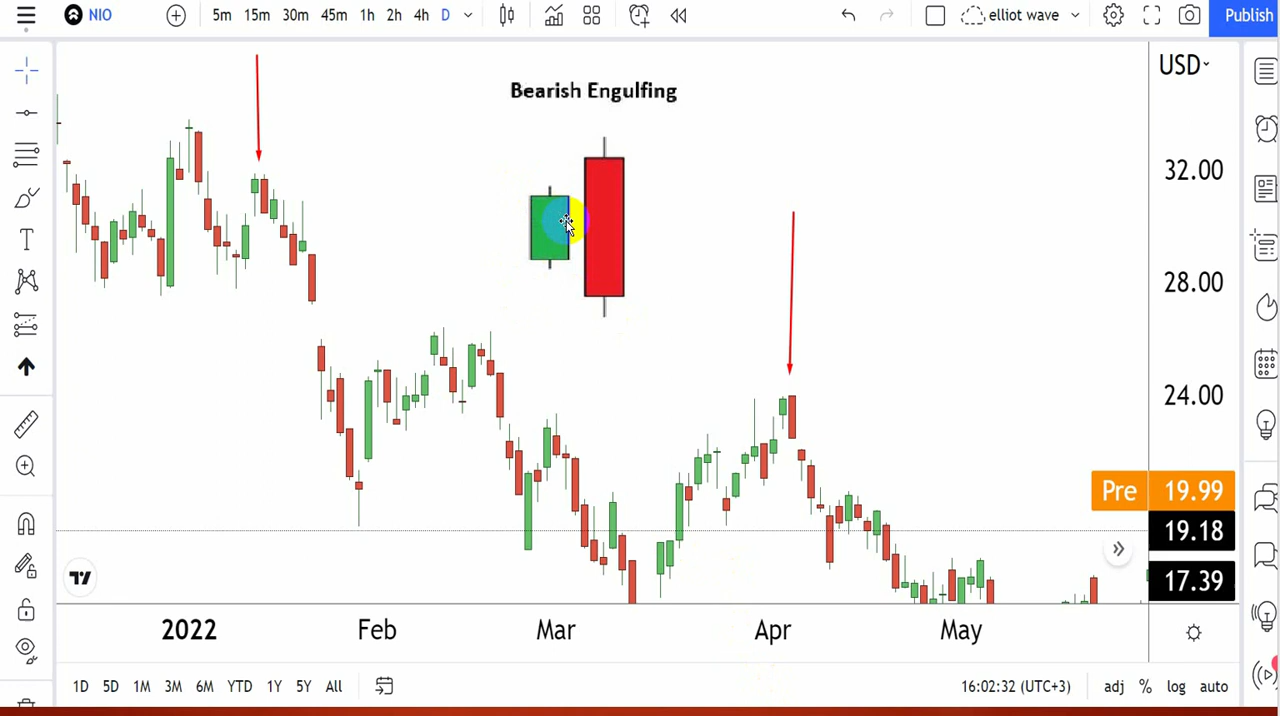 NIO 5m 15m 30m 45m 1h 2h 4h D elliot wave Publish
USD
Bearish Engulfing
32.00
28.00
24.00
Pre 19.99
19.18
17.39
2022 Feb Mar Apr May
1D 5D 1M 3M 6M YTD 1Y 5Y All 16:02:32 (UTC+3) adj % log auto